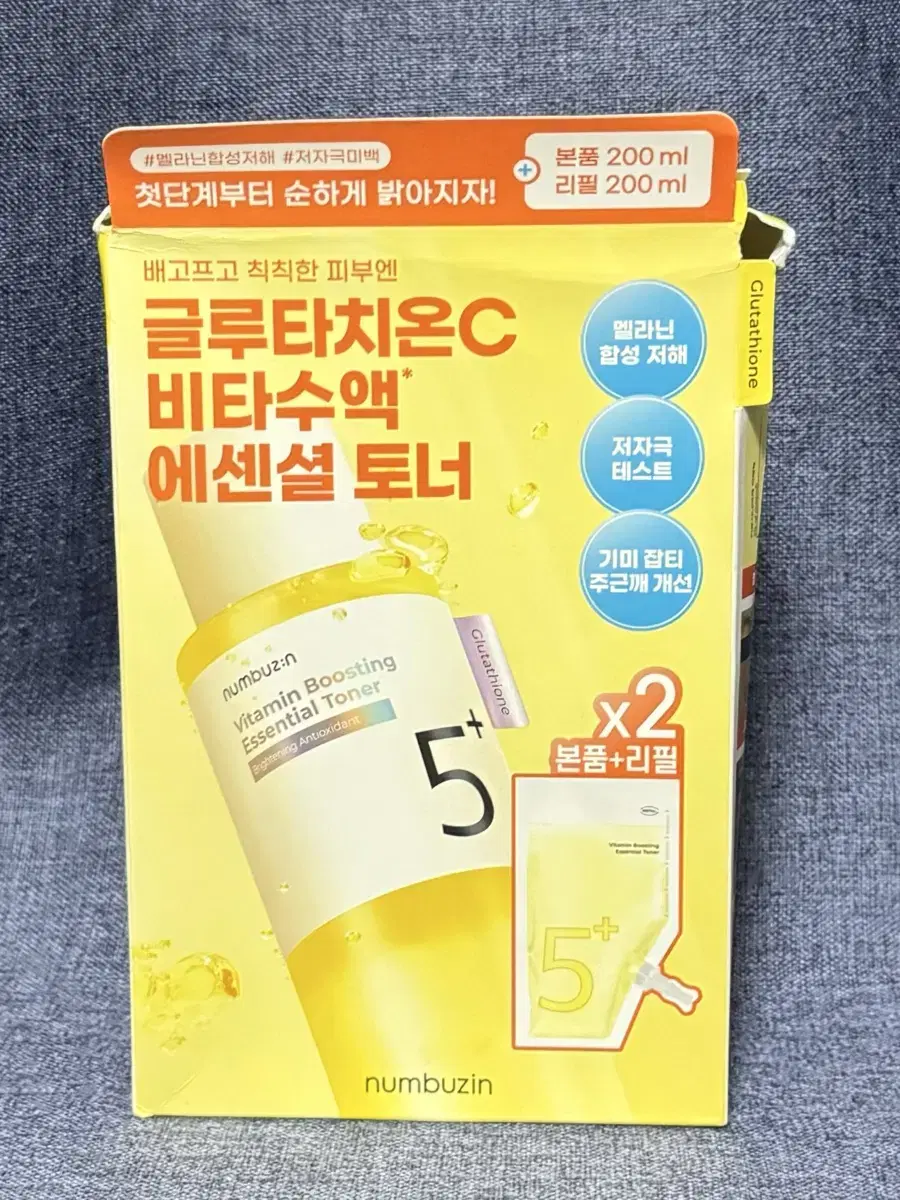 #멜라닌합성저해 #저자극미백
첫단계부터 순하게 밝아지자!
본품 200 ml
리필 200 ml
배고프고 칙칙한 피부엔
글루타치온C
비타수액*
에센셜 토너
멜라닌
합성 저해
저자극
테스트
기미 잡티
주근깨 개선
Glutathione
numbuz:n
Vitamin Boosting
Essential Toner
Brightening Antioxidant
Glutathione
5+
x2
본품+리필
Vitamin Boosting
Essential Toner
5+
numbuzin